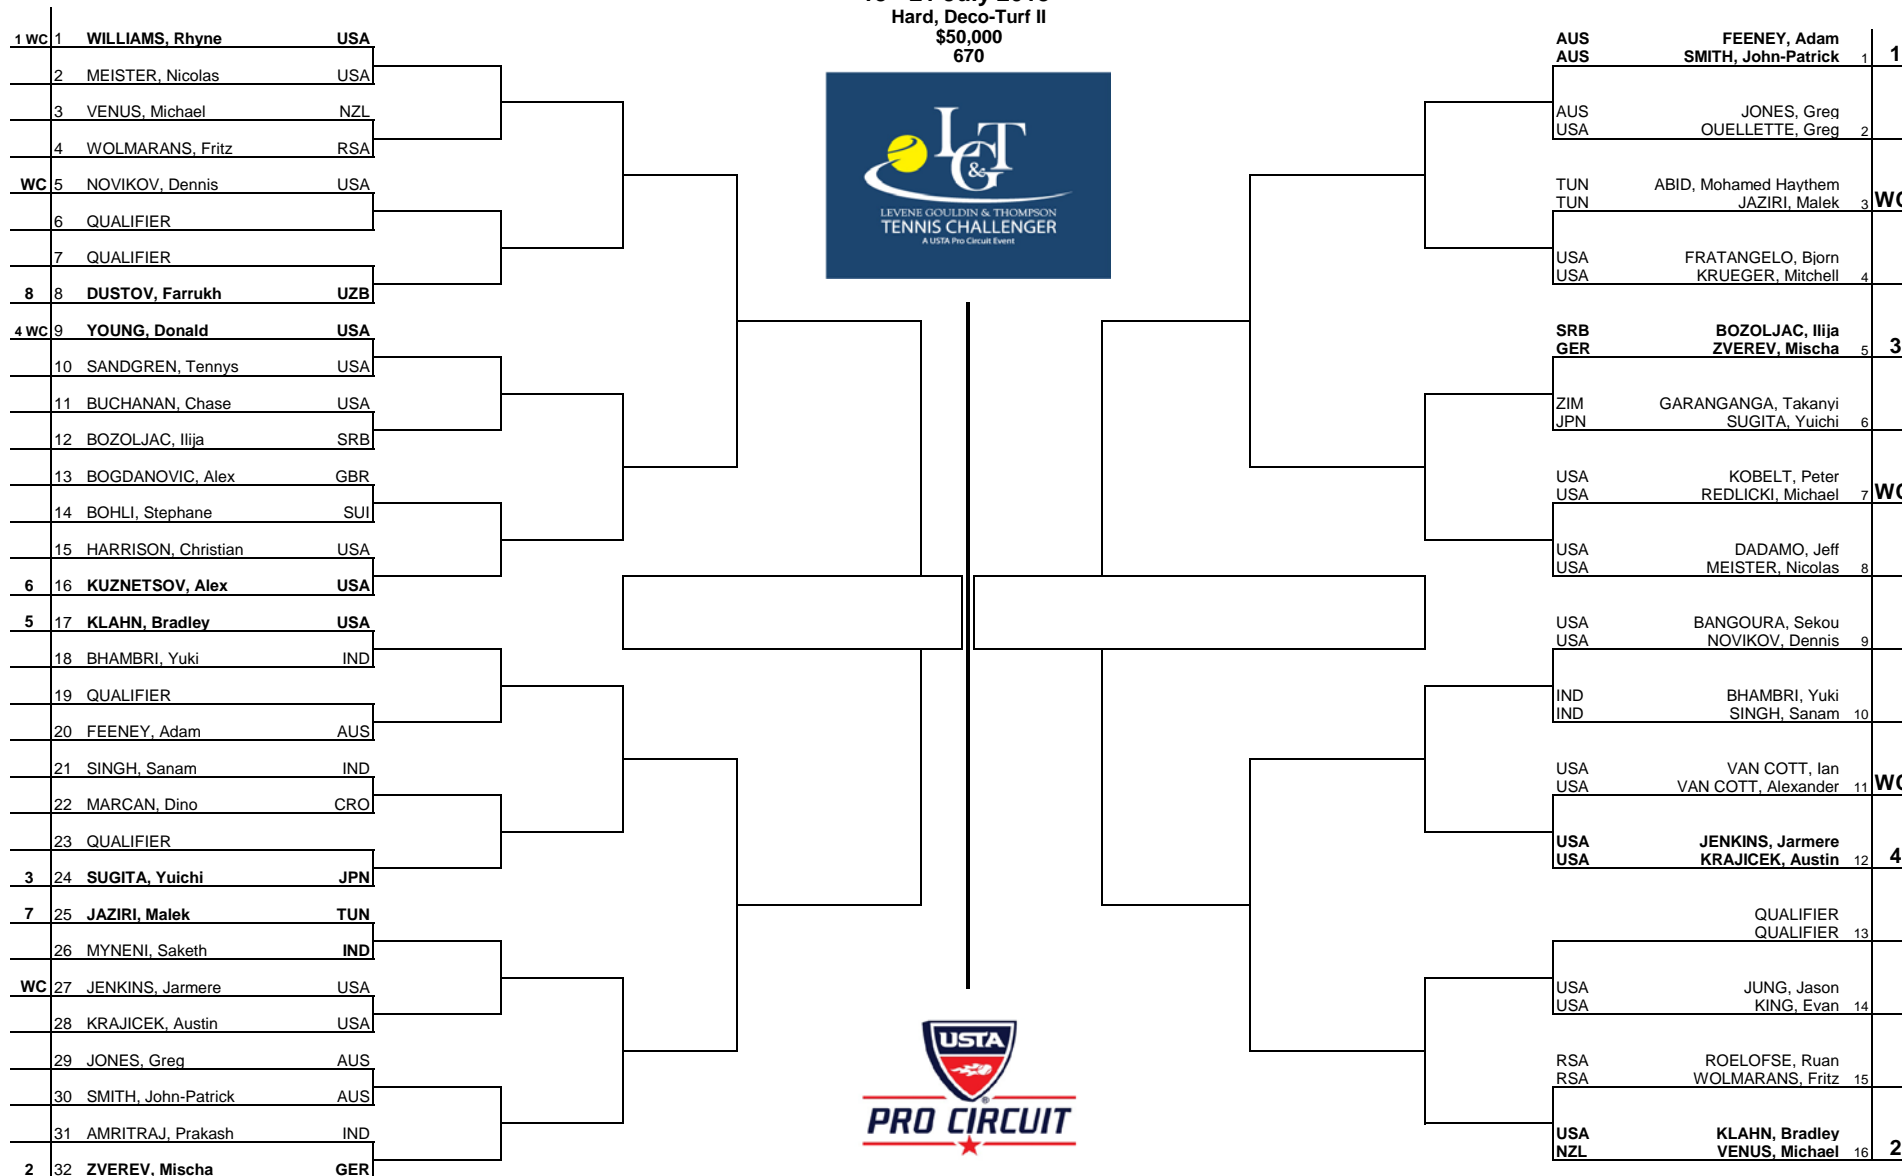 Hard, Deco-Turf II
$50,000
670
1 WC 1 WILLIAMS, Rhyne USA
2 MEISTER, Nicolas USA
3 VENUS, Michael NZL
4 WOLMARANS, Fritz RSA
WC 5 NOVIKOV, Dennis USA
6 QUALIFIER
7 QUALIFIER
8 8 DUSTOV, Farrukh UZB
4 WC 9 YOUNG, Donald USA
10 SANDGREN, Tennys USA
11 BUCHANAN, Chase USA
12 BOZOLJAC, Ilija SRB
13 BOGDANOVIC, Alex GBR
14 BOHLI, Stephane SUI
15 HARRISON, Christian USA
6 16 KUZNETSOV, Alex USA
5 17 KLAHN, Bradley USA
18 BHAMBRI, Yuki IND
19 QUALIFIER
20 FEENEY, Adam AUS
21 SINGH, Sanam IND
22 MARCAN, Dino CRO
23 QUALIFIER
3 24 SUGITA, Yuichi JPN
7 25 JAZIRI, Malek TUN
26 MYNENI, Saketh IND
WC 27 JENKINS, Jarmere USA
28 KRAJICEK, Austin USA
29 JONES, Greg AUS
30 SMITH, John-Patrick AUS
31 AMRITRAJ, Prakash IND
2 32 ZVEREV, Mischa GER
LG&T
LEVENE GOULDIN & THOMPSON
TENNIS CHALLENGER
A USTA Pro Circuit Event
USTA
PRO CIRCUIT
AUS FEENEY, Adam
AUS SMITH, John-Patrick 1 1
AUS JONES, Greg
USA OUELLETTE, Greg 2
TUN ABID, Mohamed Haythem
TUN JAZIRI, Malek 3 WC
USA FRATANGELO, Bjorn
USA KRUEGER, Mitchell 4
SRB BOZOLJAC, Ilija
GER ZVEREV, Mischa 5 3
ZIM GARANGANGA, Takanyi
JPN SUGITA, Yuichi 6
USA KOBELT, Peter
USA REDLICKI, Michael 7 WC
USA DADAMO, Jeff
USA MEISTER, Nicolas 8
USA BANGOURA, Sekou
USA NOVIKOV, Dennis 9
IND BHAMBRI, Yuki
IND SINGH, Sanam 10
USA VAN COTT, Ian
USA VAN COTT, Alexander 11 WC
USA JENKINS, Jarmere
USA KRAJICEK, Austin 12 4
QUALIFIER
QUALIFIER 13
USA JUNG, Jason
USA KING, Evan 14
RSA ROELOFSE, Ruan
RSA WOLMARANS, Fritz 15
USA KLAHN, Bradley
NZL VENUS, Michael 16 2